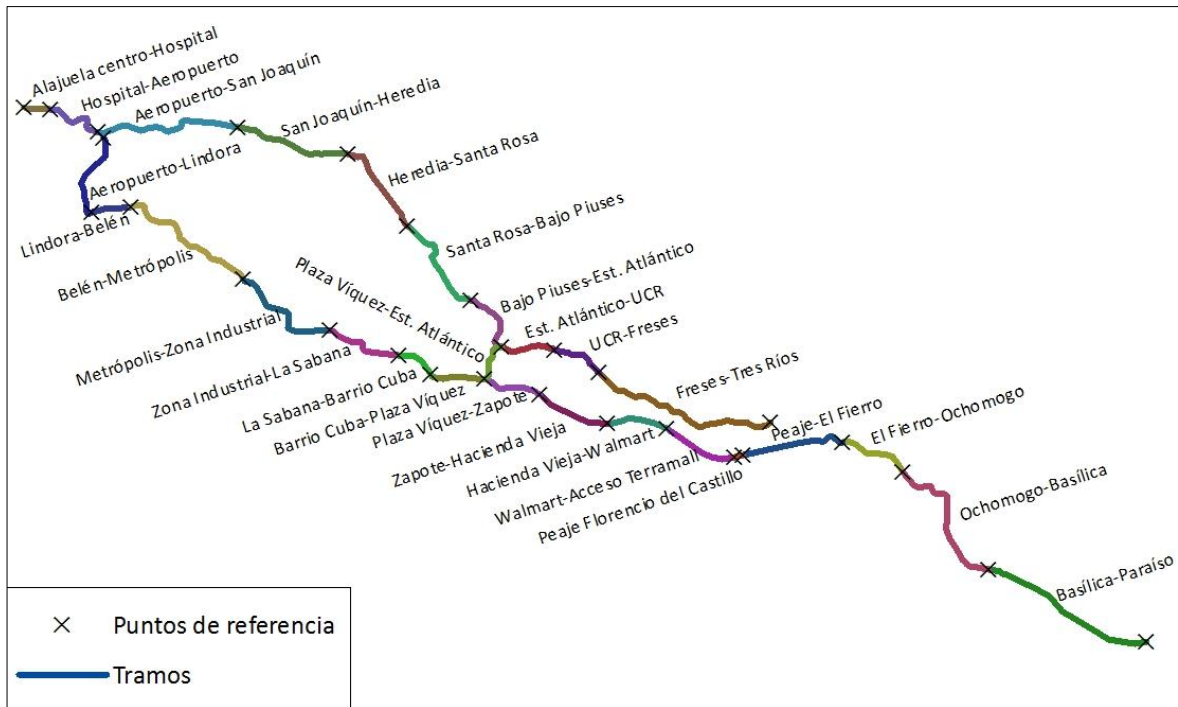 Alajuela centro-Hospital
Hospital-Aeropuerto
Aeropuerto-San Joaquín
San Joaquín-Heredia
Heredia-Santa Rosa
Aeropuerto-Lindora
Lindora-Belén
Santa Rosa-Bajo Piuses
Belén-Metrópolis
Plaza Víquez-Est. Atlántico
Bajo Piuses-Est. Atlántico
Est. Atlántico-UCR
UCR-Freses
Metrópolis-Zona Industrial
Zona Industrial-La Sabana
La Sabana-Barrio Cuba
Barrio Cuba-Plaza Víquez
Plaza Víquez-Zapote
Freses-Tres Ríos
Zapote-Hacienda Vieja
Hacienda Vieja-Walmart
Walmart-Acceso Terramall
Peaje Florencio del Castillo
Peaje-El Fierro
El Fierro-Ochomogo
Ochomogo-Basílica
Basílica-Paraíso
Puntos de referencia
Tramos